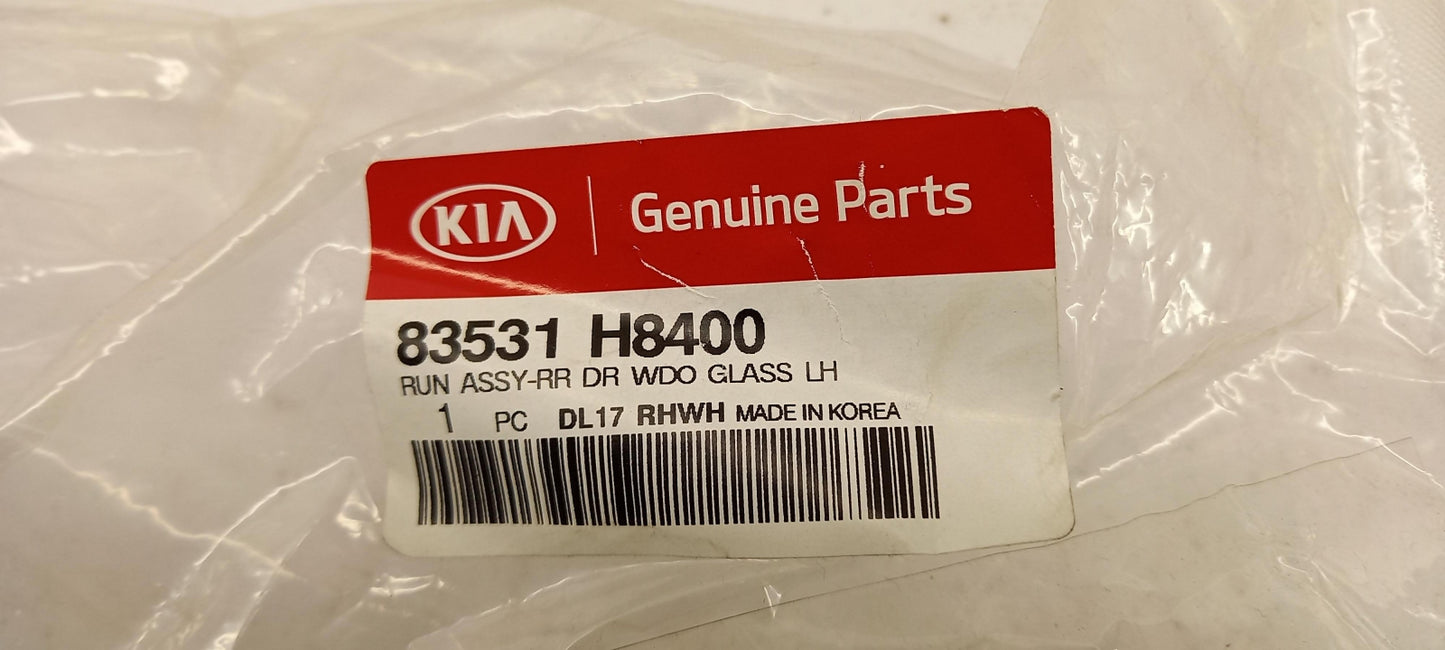 KIA Genuine Parts
83531 H8400
RUN ASSY-RR DR WDO GLASS LH
1 PC DL17 RHWH MADE IN KOREA